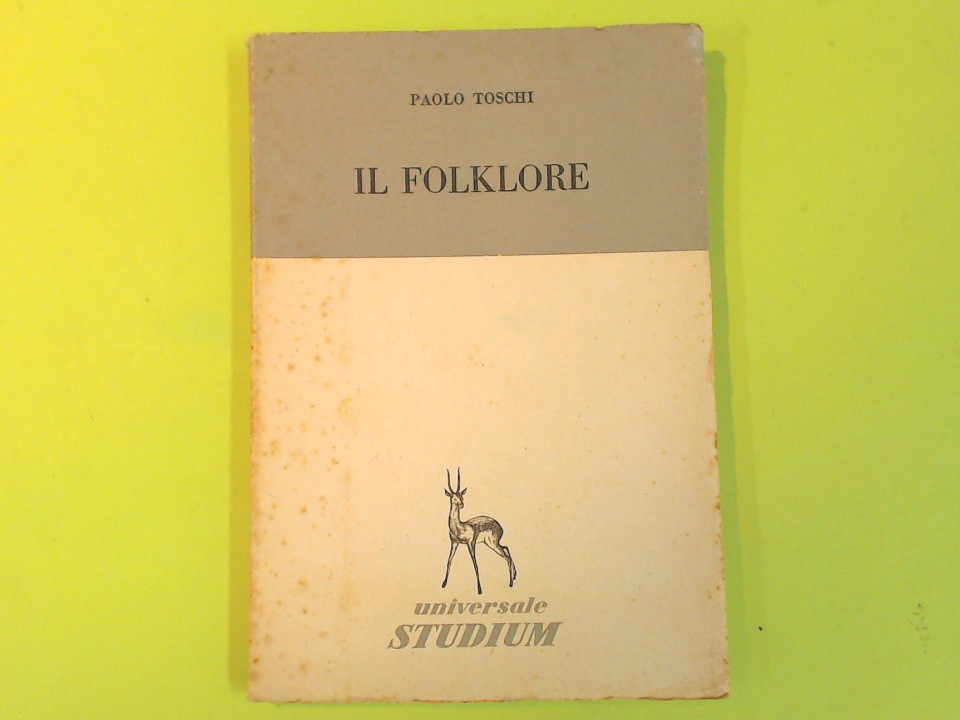 PAOLO TOSCHI
IL FOLKLORE
universale
STUDIUM